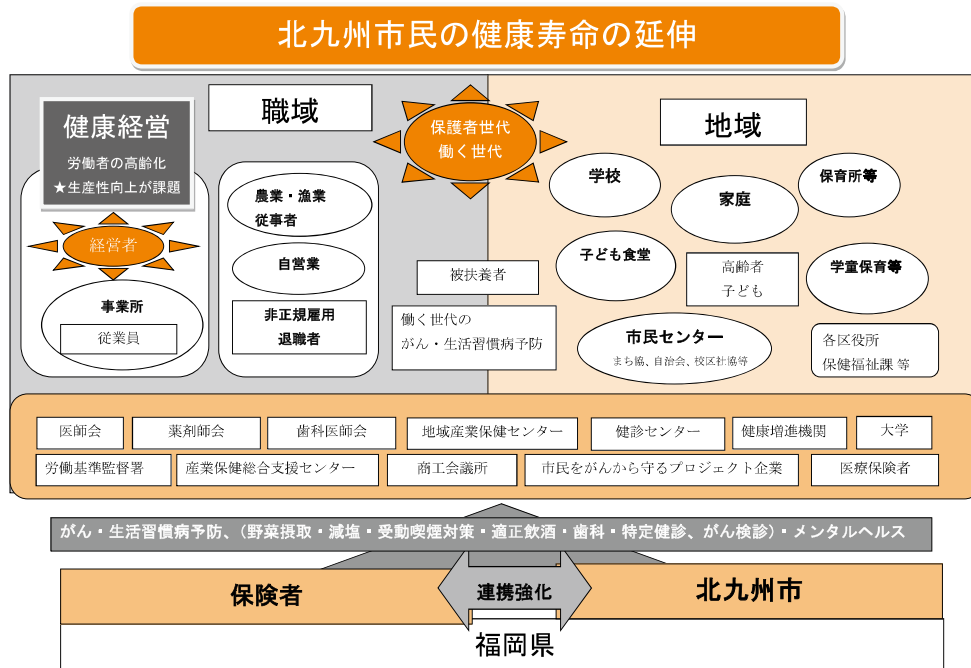 北九州市民の健康寿命の延伸
健康経営
労働者の高齢化
★生産性向上が課題
職域
保護者世代
働く世代
地域
経営者
事業所
従業員
農業・漁業
従事者
自営業
非正規雇用
退職者
被扶養者
働く世代の
がん・生活習慣病予防
学校
家庭
保育所等
子ども食堂
高齢者
子ども
学童保育等
市民センター
まち協、自治会、校区社協等
各区役所
保健福祉課 等
医師会
薬剤師会
歯科医師会
地域産業保健センター
健診センター
健康増進機関
大学
労働基準監督署
産業保健総合支援センター
商工会議所
市民をがんから守るプロジェクト企業
医療保険者
がん・生活習慣病予防、（野菜摂取・減塩・受動喫煙対策・適正飲酒・歯科・特定健診、がん検診）・メンタルヘルス
保険者
連携強化
北九州市
福岡県